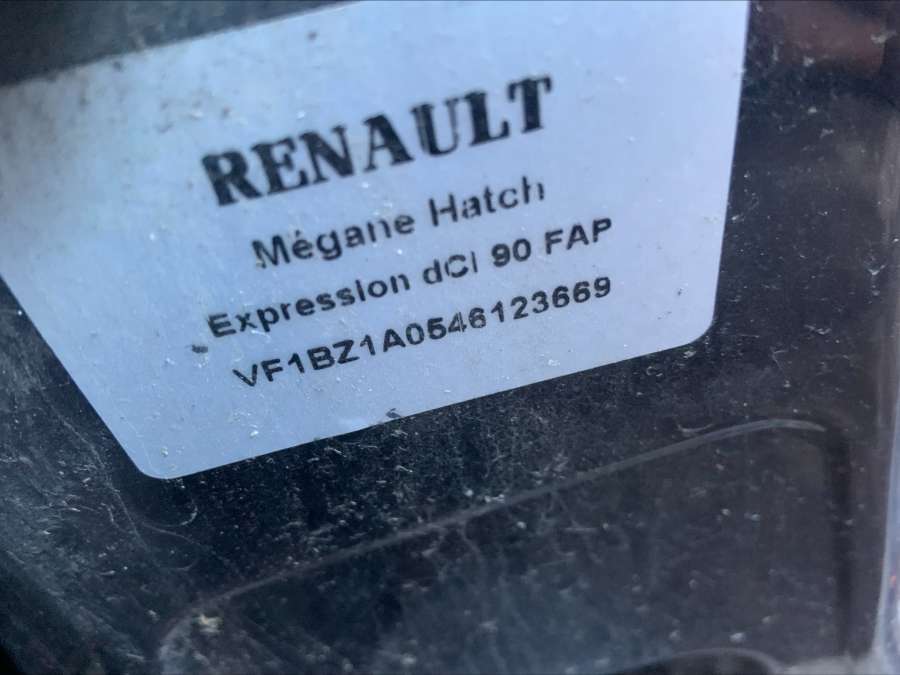 RENAULT
Mégane Hatch
Expression dCi 90 FAP
VF1BZ1A0546123669